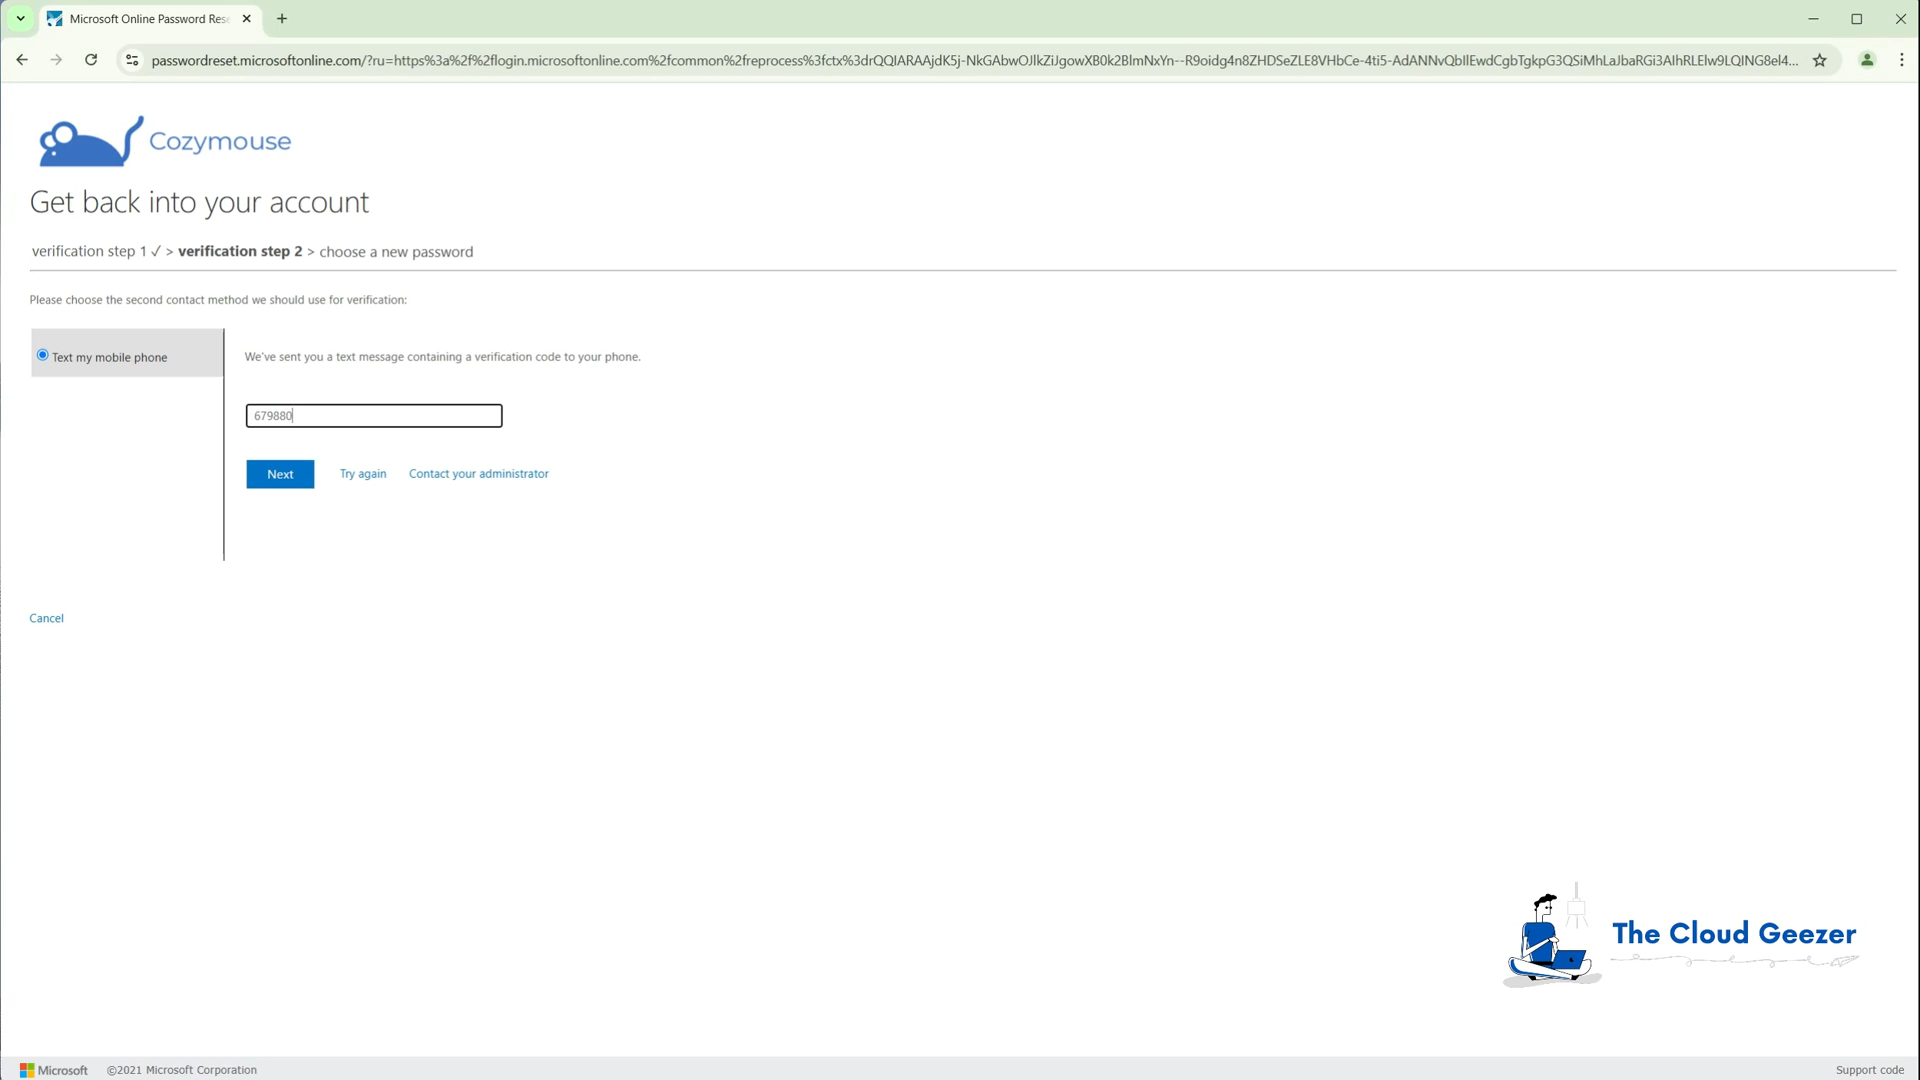 Microsoft Online Password Rese
passwordreset.microsoftonline.com/?ru=https%3a%2f%2flogin.microsoftonline.com%2fcommon%2freprocess%3fctx%3drQQIARAAjdK5j-NkGAbwOJlkZiJgowXB0k2BlmNxYn--R9oidg4n8ZHDSeZLE8VHbCe-4ti5-AdANNvQbIlEwdCgbTgkpG3QSiMhLaJbaRGi3AIhRLElw9LQING8el4...
Cozymouse
Get back into your account
verification step 1 ✓ > verification step 2 > choose a new password
Please choose the second contact method we should use for verification:
Text my mobile phone
We've sent you a text message containing a verification code to your phone.
679880
Next Try again Contact your administrator
Cancel
The Cloud Geezer
Microsoft ©2021 Microsoft Corporation Support code